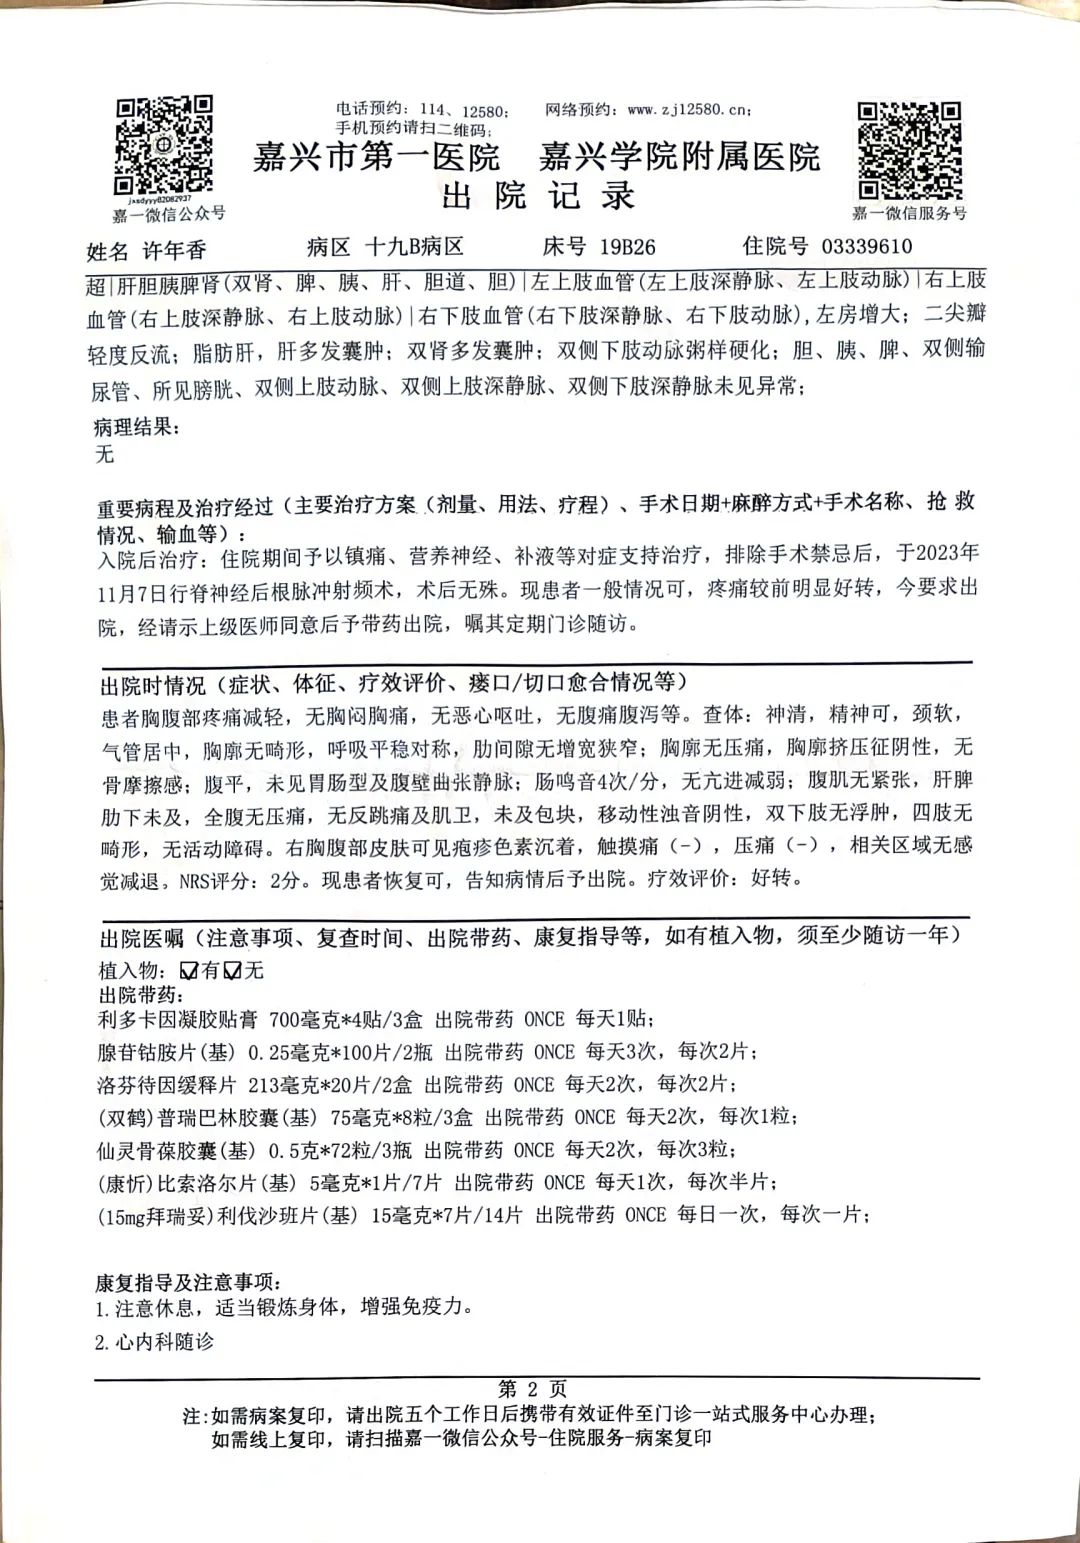 电话预约：114、12580； 网络预约：www.zj12580.cn；
手机预约请扫二维码；
嘉兴市第一医院 嘉兴学院附属医院
出院记录
jxsdyyy82082937
嘉一微信公众号
嘉一微信服务号
姓名 许年香 病区 十九B病区 床号 19B26 住院号 03339610
超|肝胆胰脾肾(双肾、脾、胰、肝、胆道、胆)|左上肢血管(左上肢深静脉、左上肢动脉)|右上肢
血管(右上肢深静脉、右上肢动脉)|右下肢血管(右下肢深静脉、右下肢动脉),左房增大；二尖瓣
轻度反流；脂肪肝，肝多发囊肿；双肾多发囊肿；双侧下肢动脉粥样硬化；胆、胰、脾、双侧输
尿管、所见膀胱、双侧上肢动脉、双侧上肢深静脉、双侧下肢深静脉未见异常；
病理结果：
无
重要病程及治疗经过（主要治疗方案（剂量、用法、疗程）、手术日期+麻醉方式+手术名称、抢 救
情况、输血等）:
入院后治疗：住院期间予以镇痛、营养神经、补液等对症支持治疗，排除手术禁忌后，于2023年
11月7日行脊神经后根脉冲射频术，术后无殊。现患者一般情况可，疼痛较前明显好转，今要求出
院，经请示上级医师同意后予带药出院，嘱其定期门诊随访。
出院时情况（症状、体征、疗效评价、瘘口/切口愈合情况等）
患者胸腹部疼痛减轻，无胸闷胸痛，无恶心呕吐，无腹痛腹泻等。查体：神清，精神可，颈软，
气管居中，胸廓无畸形，呼吸平稳对称，肋间隙无增宽狭窄；胸廓无压痛，胸廓挤压征阴性，无
骨摩擦感；腹平，未见胃肠型及腹壁曲张静脉；肠鸣音4次/分，无亢进减弱；腹肌无紧张，肝脾
肋下未及，全腹无压痛，无反跳痛及肌卫，未及包块，移动性浊音阴性，双下肢无浮肿，四肢无
畸形，无活动障碍。右胸腹部皮肤可见疱疹色素沉着，触摸痛（-），压痛（-），相关区域无感
觉减退。NRS评分：2分。现患者恢复可，告知病情后予出院。疗效评价：好转。
出院医嘱（注意事项、复查时间、出院带药、康复指导等，如有植入物，须至少随访一年）
植入物：☑有☑无
出院带药：
利多卡因凝胶贴膏 700毫克*4贴/3盒 出院带药 ONCE 每天1贴；
腺苷钴胺片(基) 0.25毫克*100片/2瓶 出院带药 ONCE 每天3次，每次2片；
洛芬待因缓释片 213毫克*20片/2盒 出院带药 ONCE 每天2次，每次2片；
(双鹤)普瑞巴林胶囊(基) 75毫克*8粒/3盒 出院带药 ONCE 每天2次，每次1粒；
仙灵骨葆胶囊(基) 0.5克*72粒/3瓶 出院带药 ONCE 每天2次，每次3粒；
(康忻)比索洛尔片(基) 5毫克*1片/7片 出院带药 ONCE 每天1次，每次半片；
(15mg拜瑞妥)利伐沙班片(基) 15毫克*7片/14片 出院带药 ONCE 每日一次，每次一片；
康复指导及注意事项：
1.注意休息，适当锻炼身体，增强免疫力。
2.心内科随诊
第 2 页
注:如需病案复印，请出院五个工作日后携带有效证件至门诊一站式服务中心办理；
如需线上复印，请扫描嘉一微信公众号-住院服务-病案复印